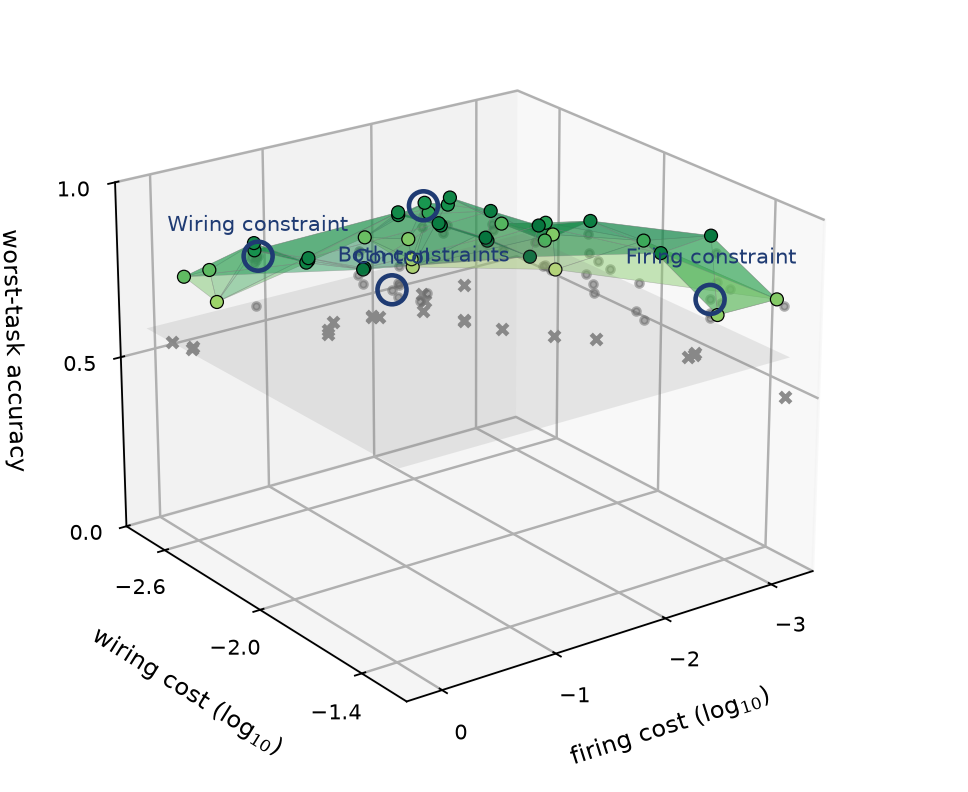 1.0
0.5
0.0
worst-task accuracy
Wiring constraint
Both constraints
Control
Firing constraint
−2.6
−2.0
−1.4
wiring cost (log₁₀)
0
−1
−2
−3
firing cost (log₁₀)